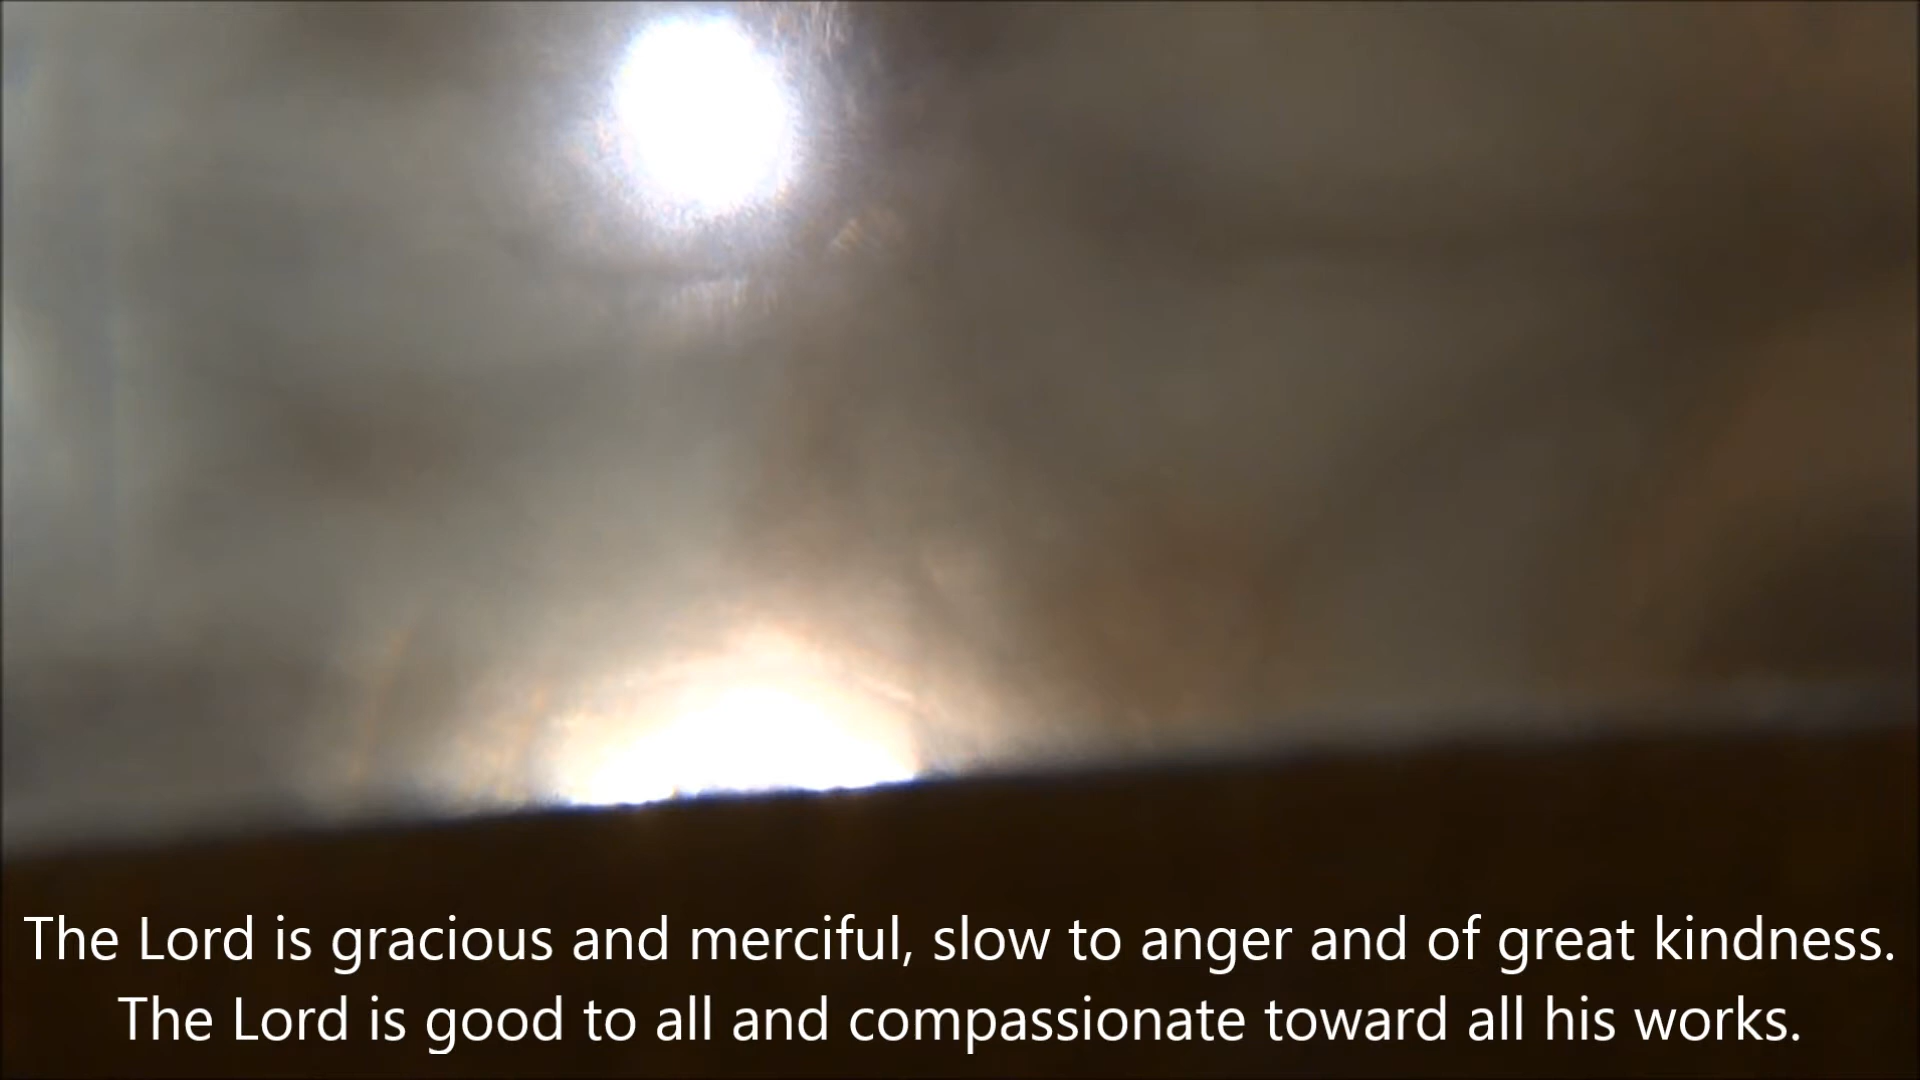 The Lord is gracious and merciful, slow to anger and of great kindness.
The Lord is good to all and compassionate toward all his works.